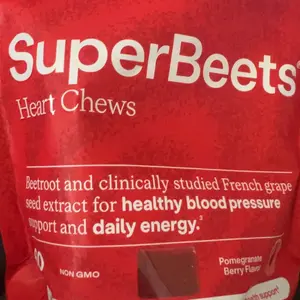 SuperBeets
Heart Chews
Beetroot and clinically studied French grape
seed extract for healthy blood pressure
support and daily energy.
NON GMO
Pomegranate
Berry Flavor
support